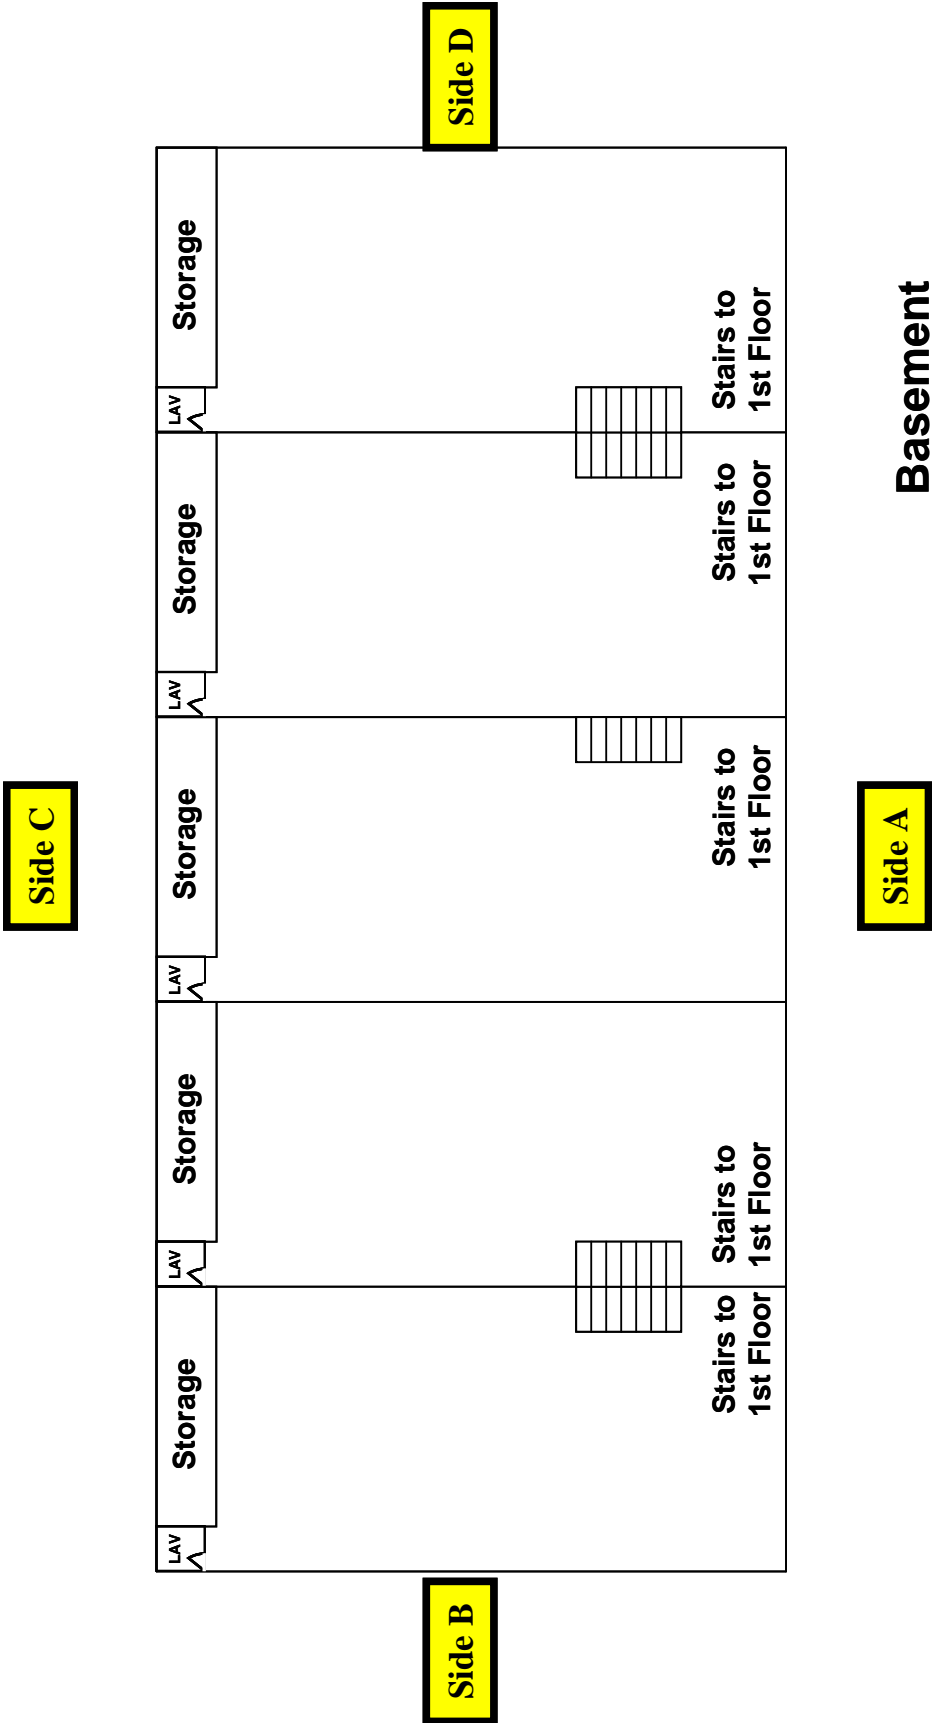 Side C
Storage
Storage
Storage
Storage
Storage
LAV
LAV
LAV
LAV
LAV
Side B
Side D
Stairs to
1st Floor
Stairs to
1st Floor
Stairs to
1st Floor
Stairs to
1st Floor
Stairs to
1st Floor
Side A
Basement